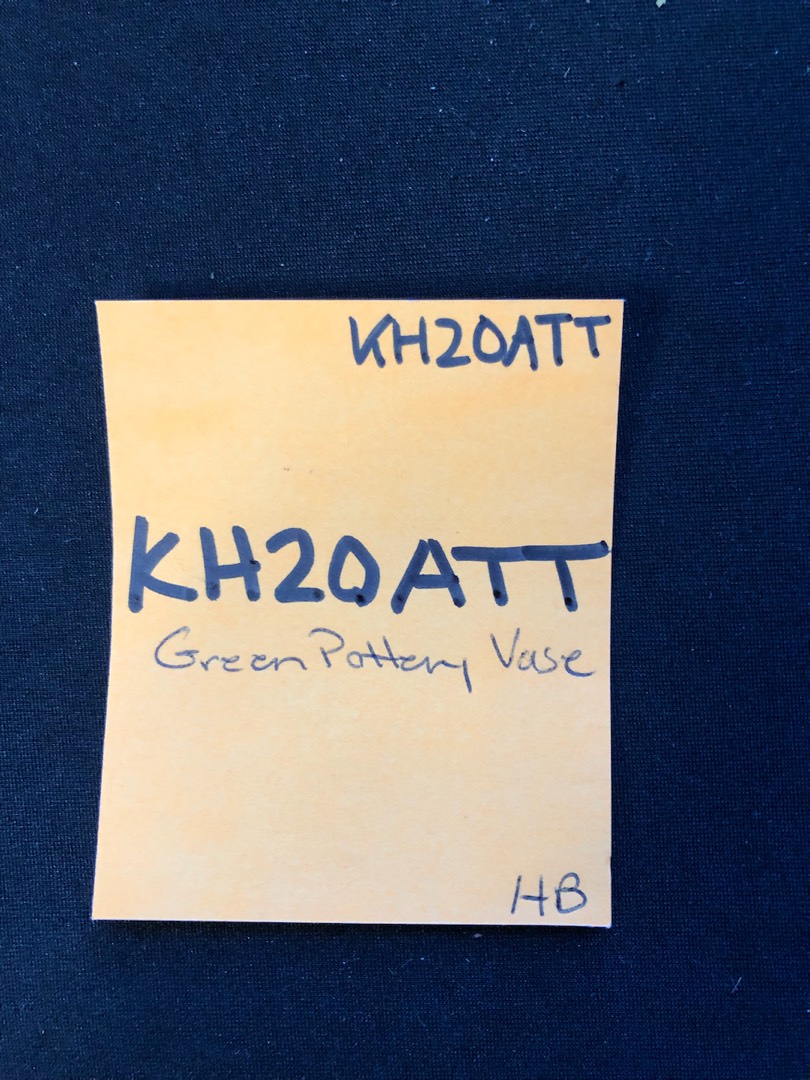 KH20ATT
KH20ATT
Green Pottery Vase
HB